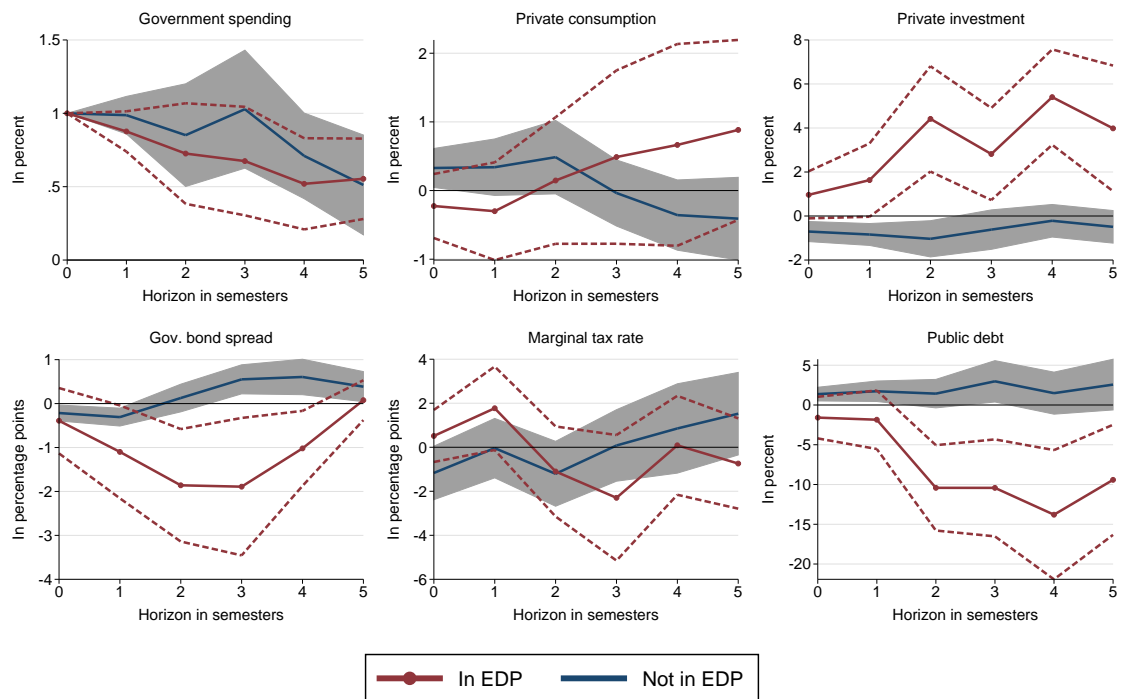 Government spending
In percent
1.5
1
.5
0
0 1 2 3 4 5
Horizon in semesters
Private consumption
In percent
2
1
0
-1
0 1 2 3 4 5
Horizon in semesters
Private investment
In percent
8
6
4
2
0
-2
0 1 2 3 4 5
Horizon in semesters
Gov. bond spread
In percentage points
1
0
-1
-2
-3
-4
0 1 2 3 4 5
Horizon in semesters
Marginal tax rate
In percentage points
4
2
0
-2
-4
-6
0 1 2 3 4 5
Horizon in semesters
Public debt
In percent
5
0
-5
-10
-15
-20
0 1 2 3 4 5
Horizon in semesters
In EDP Not in EDP